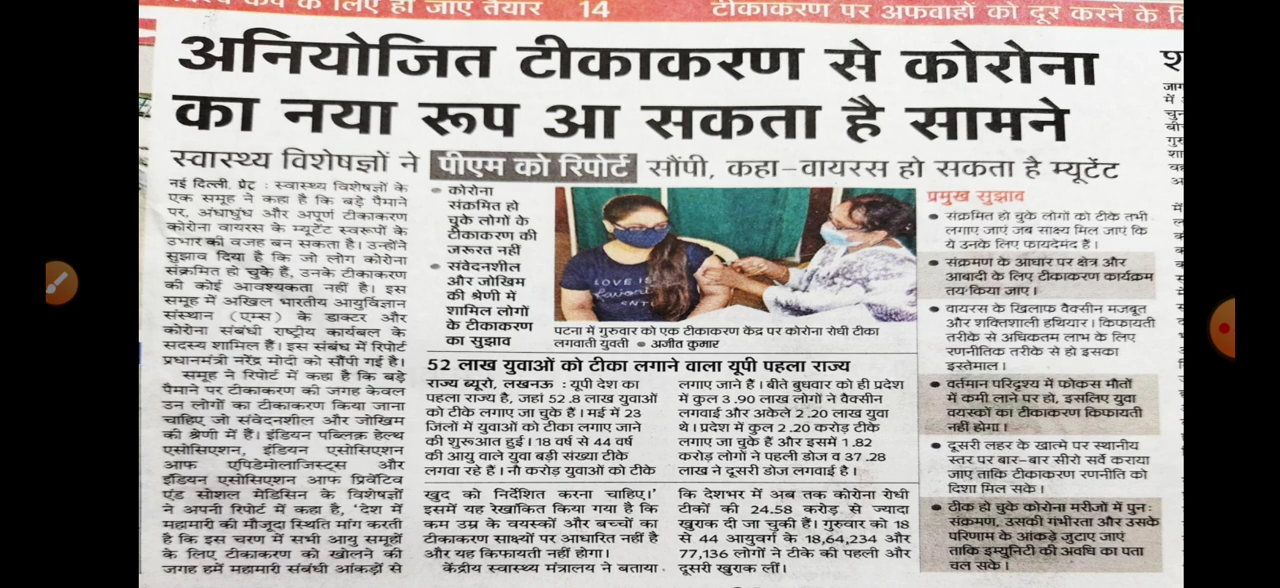 के लिए हो जाए तैयार 14 टीकाकरण पर अफवाहों को दूर करने के
अनियोजित टीकाकरण से कोरोना
का नया रूप आ सकता है सामने
स्वास्थ्य विशेषज्ञों ने पीएम को रिपोर्ट सौंपी, कहा-वायरस हो सकता है म्यूटेंट
नई दिल्ली, प्रेट्र : स्वास्थ्य विशेषज्ञों के
एक समूह ने कहा है कि बड़े पैमाने
पर, अंधाधुंध और अपूर्ण टीकाकरण
कोरोना वायरस के म्यूटेंट स्वरूपों के
उभार की वजह बन सकता है। उन्होंने
सुझाव दिया है कि जो लोग कोरोना
संक्रमित हो चुके हैं, उनके टीकाकरण
की कोई आवश्यकता नहीं है। इस
समूह में अखिल भारतीय आयुर्विज्ञान
संस्थान (एम्स) के डाक्टर और
कोरोना संबंधी राष्ट्रीय कार्यबल के
सदस्य शामिल हैं। इस संबंध में रिपोर्ट
प्रधानमंत्री नरेंद्र मोदी को सौंपी गई है।
समूह ने रिपोर्ट में कहा है कि बड़े
पैमाने पर टीकाकरण की जगह केवल
उन लोगों का टीकाकरण किया जाना
चाहिए जो संवेदनशील और जोखिम
की श्रेणी में हैं। इंडियन पब्लिक हेल्थ
एसोसिएशन, इंडियन एसोसिएशन
आफ एपिडेमोलाजिस्ट्स और
इंडियन एसोसिएशन आफ प्रिवेंटिव
एंड सोशल मेडिसिन के विशेषज्ञों
ने अपनी रिपोर्ट में कहा है, 'देश में
महामारी की मौजूदा स्थिति मांग करती
है कि इस चरण में सभी आयु समूहों
के लिए टीकाकरण को खोलने की
जगह हमें महामारी संबंधी आंकड़ों से
• कोरोना
संक्रमित हो
चुके लोगों के
टीकाकरण की
जरूरत नहीं
• संवेदनशील
और जोखिम
की श्रेणी में
शामिल लोगों
के टीकाकरण
का सुझाव
LOVE IS
पटना में गुरुवार को एक टीकाकरण केंद्र पर कोरोना रोधी टीका
लगवाती युवती • अजीत कुमार
52 लाख युवाओं को टीका लगाने वाला यूपी पहला राज्य
राज्य ब्यूरो, लखनऊ : यूपी देश का
पहला राज्य है, जहां 52.8 लाख युवाओं
को टीके लगाए जा चुके हैं। मई में 23
जिलों में युवाओं को टीका लगाए जाने
की शुरूआत हुई। 18 वर्ष से 44 वर्ष
की आयु वाले युवा बड़ी संख्या टीके
लगवा रहे हैं। नौ करोड़ युवाओं को टीके
लगाए जाने हैं। बीते बुधवार को ही प्रदेश
में कुल 3.90 लाख लोगों ने वैक्सीन
लगवाई और अकेले 2.20 लाख युवा
थे। प्रदेश में कुल 2.20 करोड़ टीके
लगाए जा चुके हैं और इसमें 1.82
करोड़ लोगों ने पहली डोज व 37.28
लाख ने दूसरी डोज लगवाई है।
खुद को निर्देशित करना चाहिए।'
इसमें यह रेखांकित किया गया है कि
कम उम्र के वयस्कों और बच्चों का
टीकाकरण साक्ष्यों पर आधारित नहीं है
और यह किफायती नहीं होगा।
केंद्रीय स्वास्थ्य मंत्रालय ने बताया
कि देशभर में अब तक कोरोना रोधी
टीकों की 24.58 करोड़ से ज्यादा
खुराक दी जा चुकी हैं। गुरुवार को 18
से 44 आयुवर्ग के 18,64,234 और
77,136 लोगों ने टीके की पहली और
दूसरी खुराक लीं।
प्रमुख सुझाव
• संक्रमित हो चुके लोगों को टीके तभी
लगाए जाएं जब साक्ष्य मिल जाएं कि
ये उनके लिए फायदेमंद हैं।
• संक्रमण के आधार पर क्षेत्र और
आबादी के लिए टीकाकरण कार्यक्रम
तय किया जाए।
• वायरस के खिलाफ वैक्सीन मजबूत
और शक्तिशाली हथियार। किफायती
तरीके से अधिकतम लाभ के लिए
रणनीतिक तरीके से हो इसका
इस्तेमाल।
• वर्तमान परिदृश्य में फोकस मौतों
में कमी लाने पर हो, इसलिए युवा
वयस्कों का टीकाकरण किफायती
नहीं होगा।
• दूसरी लहर के खात्मे पर स्थानीय
स्तर पर बार-बार सीरो सर्वे कराया
जाए ताकि टीकाकरण रणनीति को
दिशा मिल सके।
• ठीक हो चुके कोरोना मरीजों में पुन:
संक्रमण, उसकी गंभीरता और उसके
परिणाम के आंकड़े जुटाए जाएं
ताकि इम्युनिटी की अवधि का पता
चल सके।